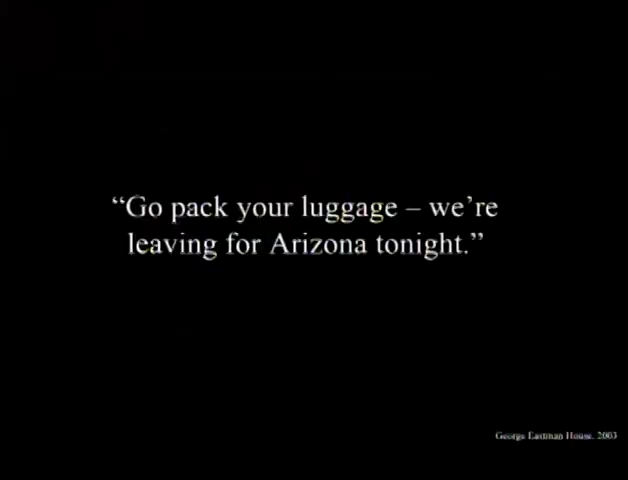 “Go pack your luggage – we’re
leaving for Arizona tonight.”
George Eastman House, 2003